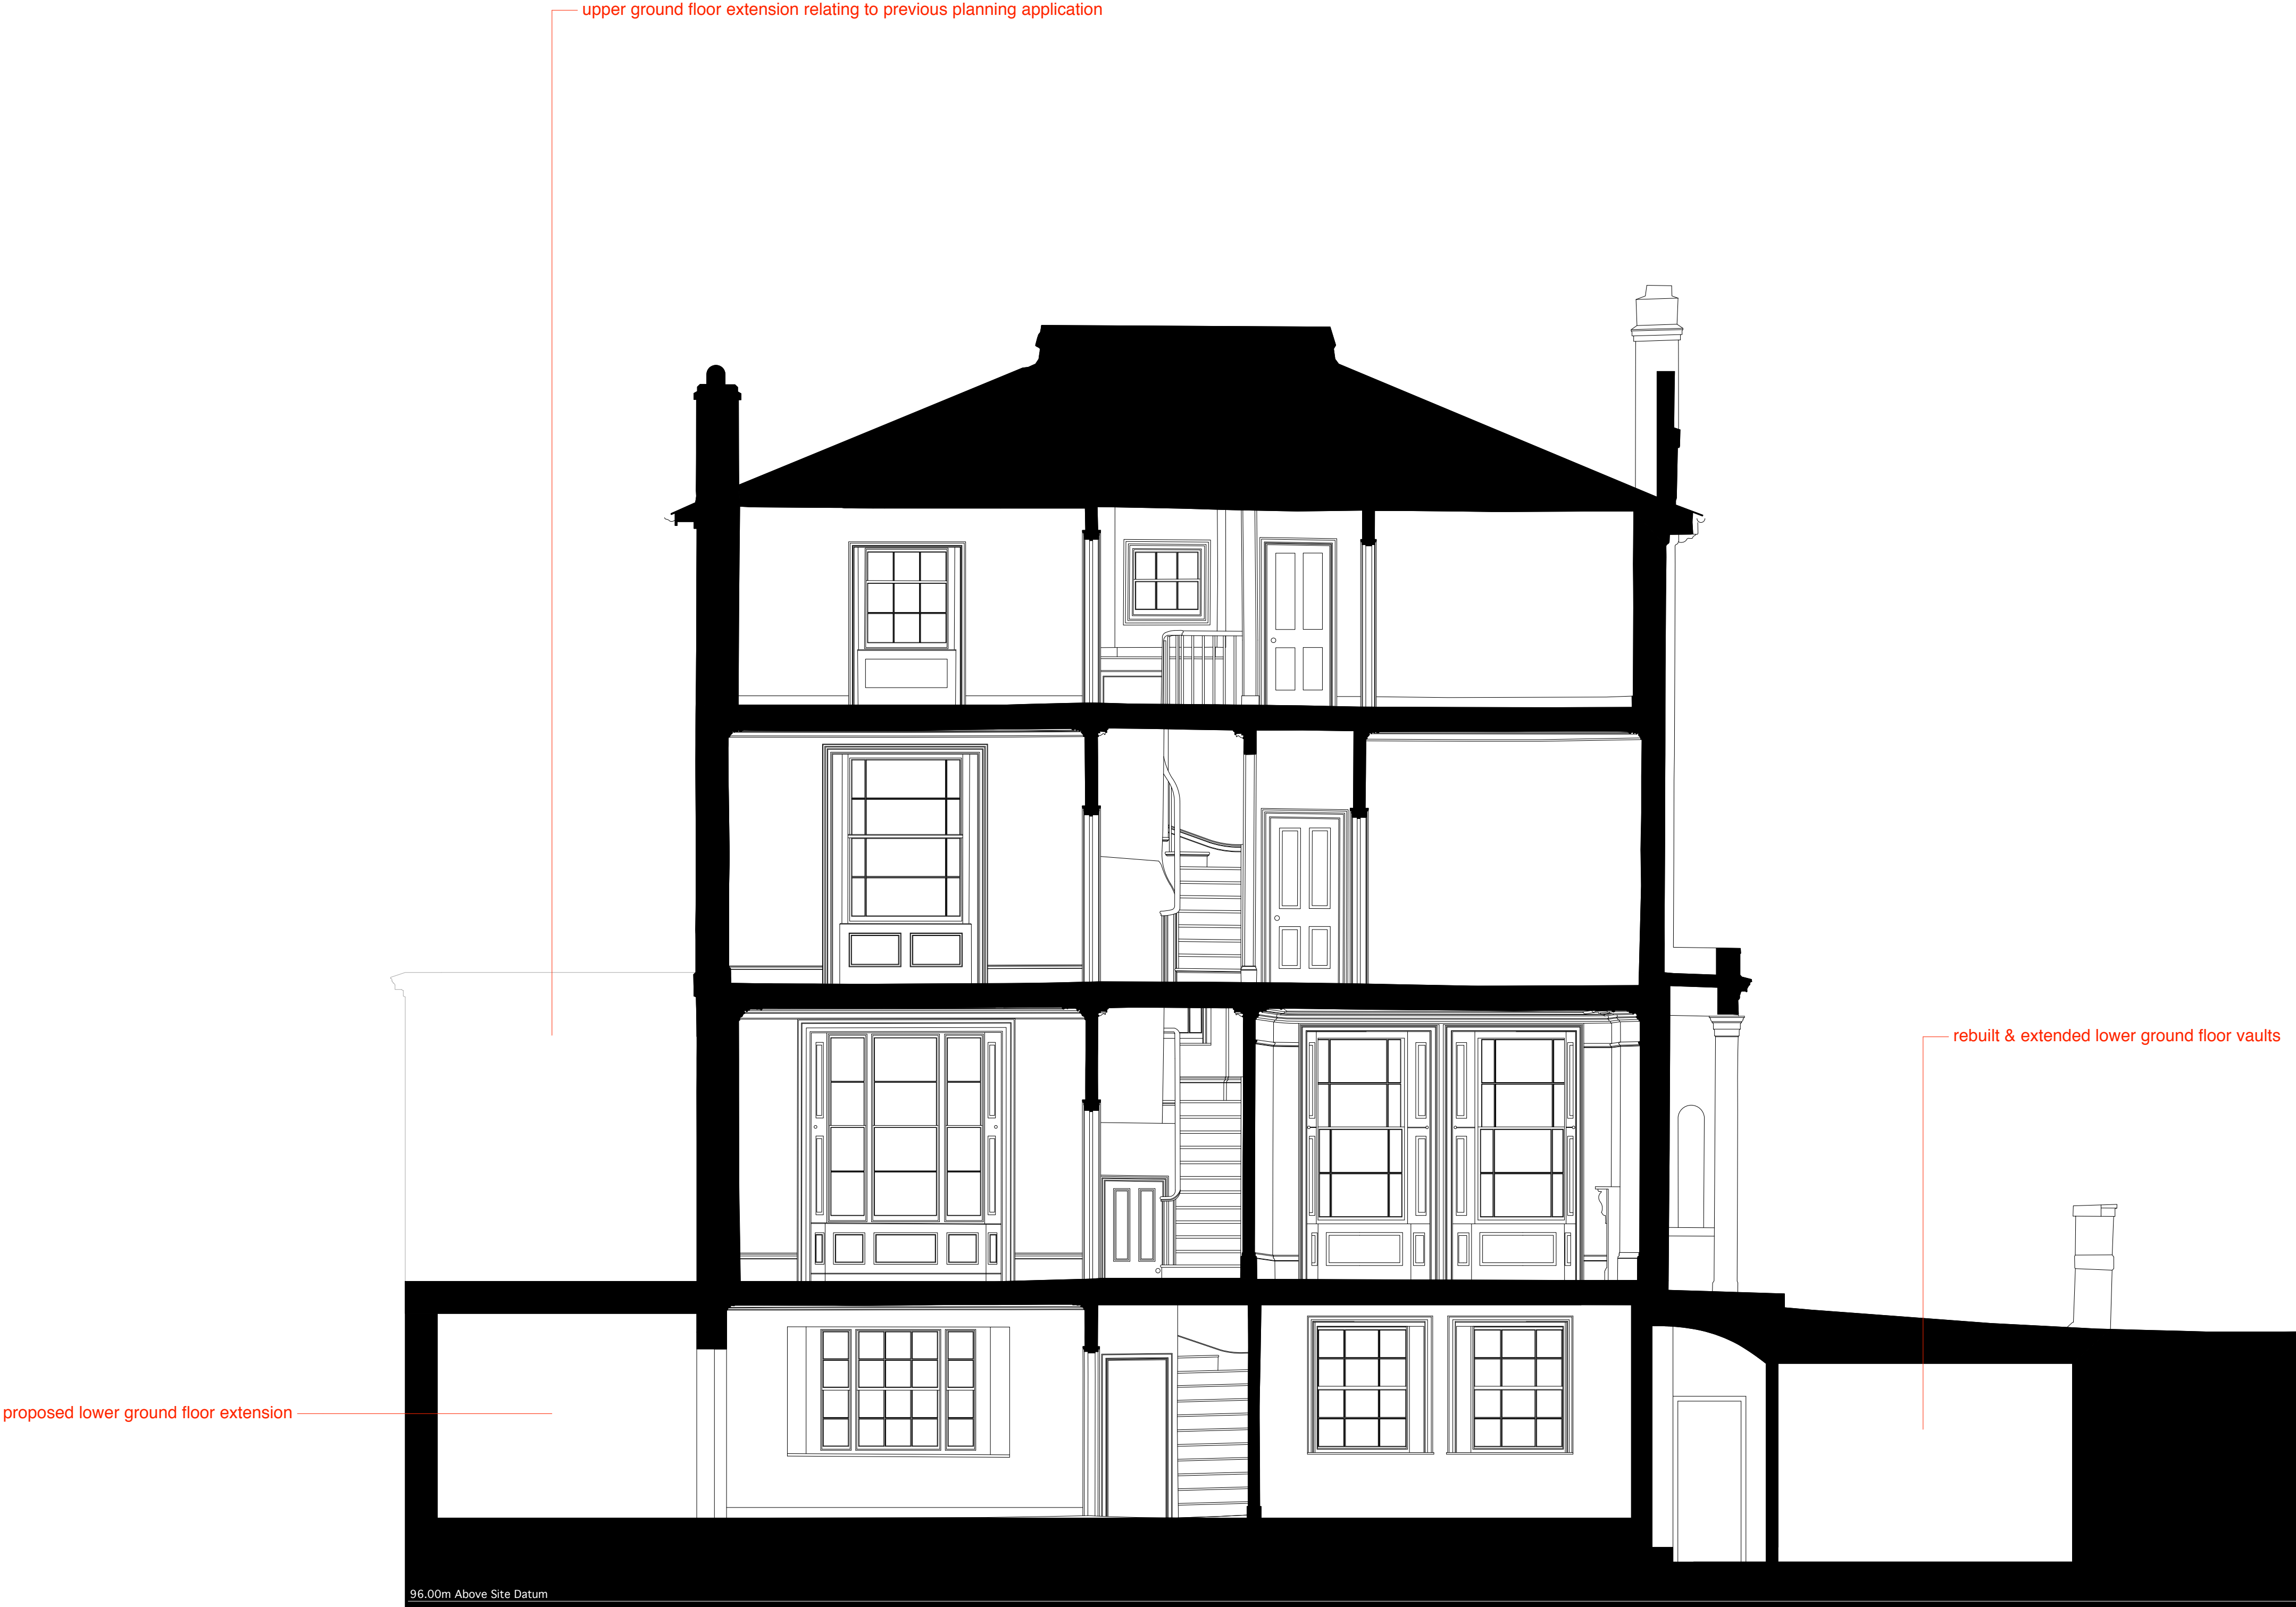 upper ground floor extension relating to previous planning application
rebuilt & extended lower ground floor vaults
proposed lower ground floor extension
96.00m Above Site Datum